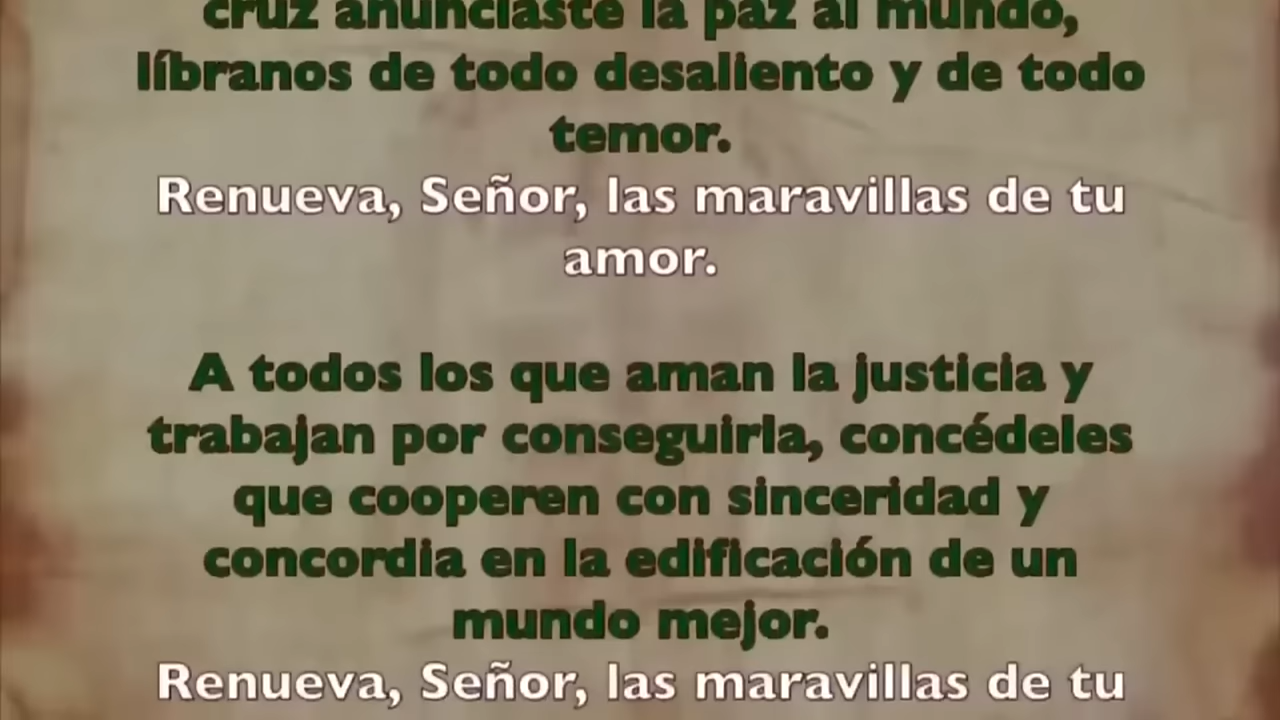 cruz anunciaste la paz al mundo,
líbranos de todo desaliento y de todo
temor.
Renueva, Señor, las maravillas de tu
amor.
A todos los que aman la justicia y
trabajan por conseguirla, concédeles
que cooperen con sinceridad y
concordia en la edificación de un
mundo mejor.
Renueva, Señor, las maravillas de tu